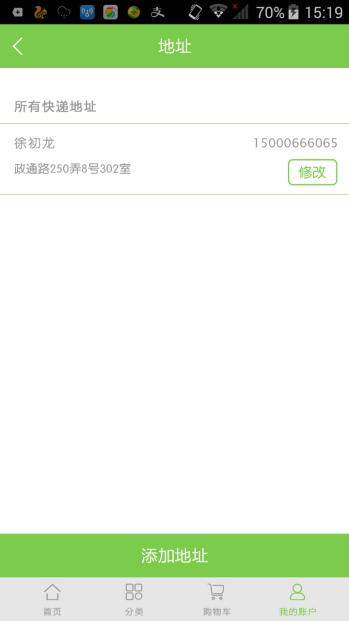 70% 15:19
地址
所有快递地址
徐初龙 15000666065
政通路250弄8号302室
修改
添加地址
首页 分类 购物车 我的账户